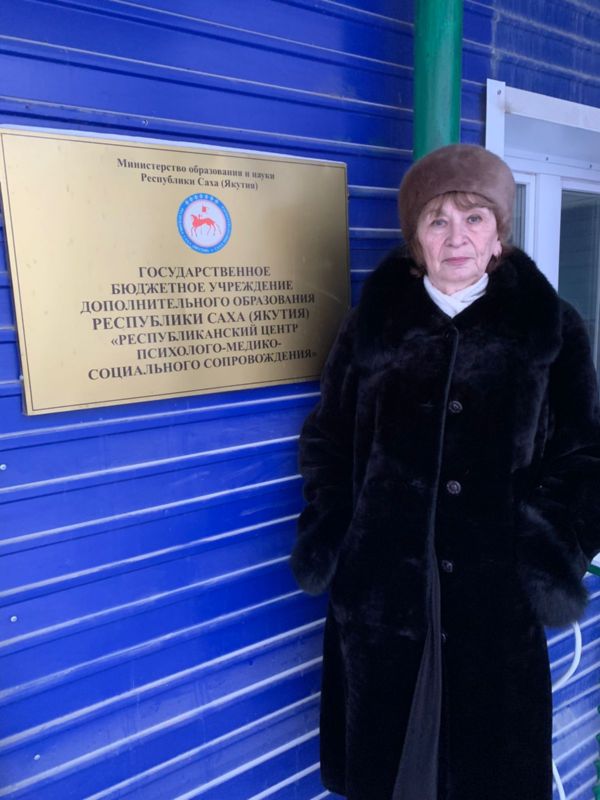 Министерство образования и науки
Республики Саха (Якутия)
ГОСУДАРСТВЕННОЕ
БЮДЖЕТНОЕ УЧРЕЖДЕНИЕ
ДОПОЛНИТЕЛЬНОГО ОБРАЗОВАНИЯ
РЕСПУБЛИКИ САХА (ЯКУТИЯ)
«РЕСПУБЛИКАНСКИЙ ЦЕНТР
ПСИХОЛОГО-МЕДИКО-
СОЦИАЛЬНОГО СОПРОВОЖДЕНИЯ»